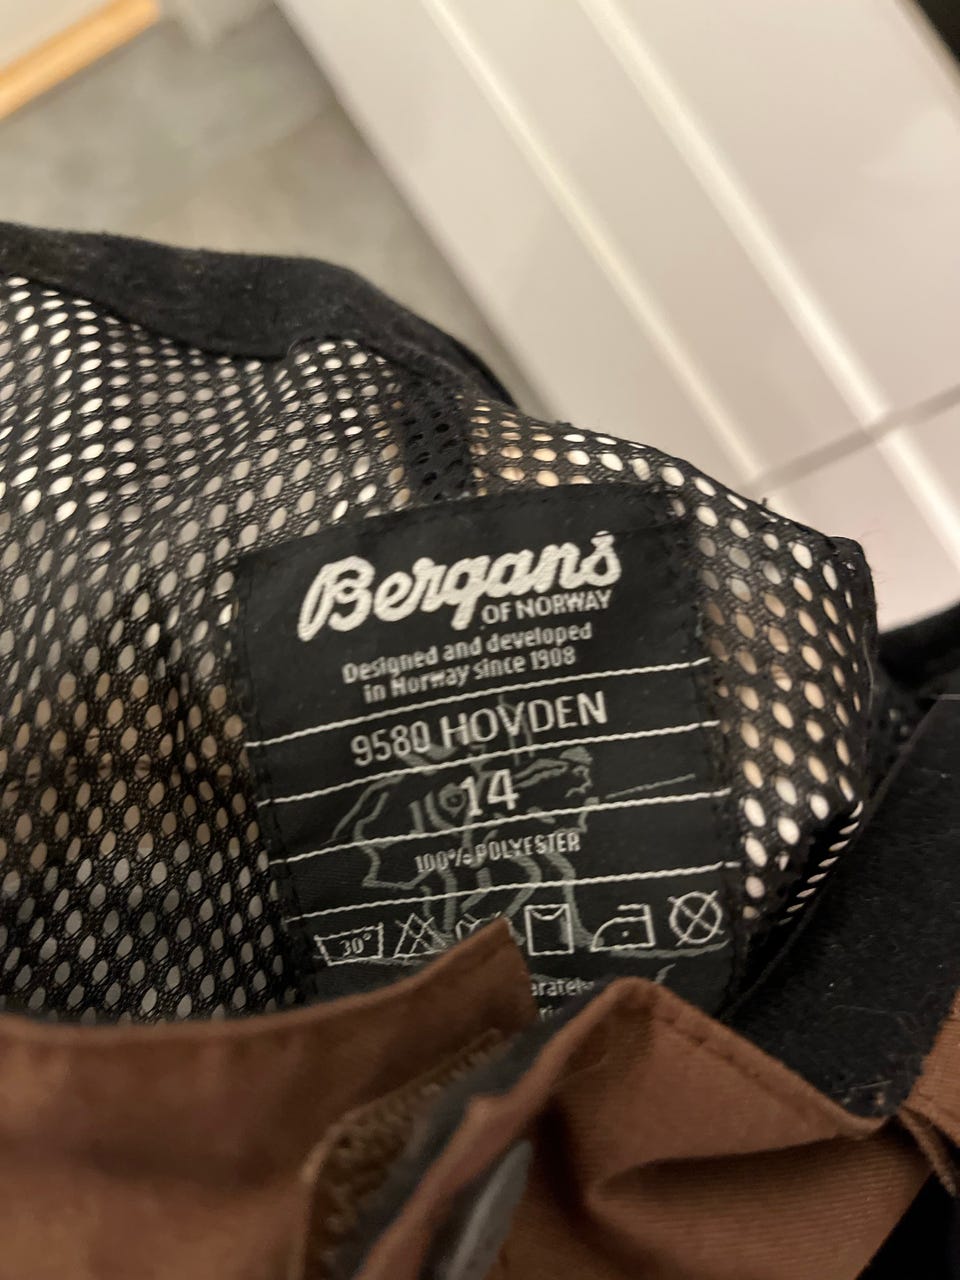 Bergans
OF NORWAY
Designed and developed
in Norway since 1908
9580 HOVDEN
14
100% POLYESTER
30°